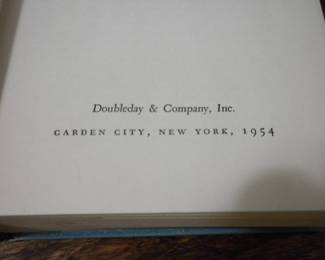 Doubleday & Company, Inc.
GARDEN CITY, NEW YORK, 1954